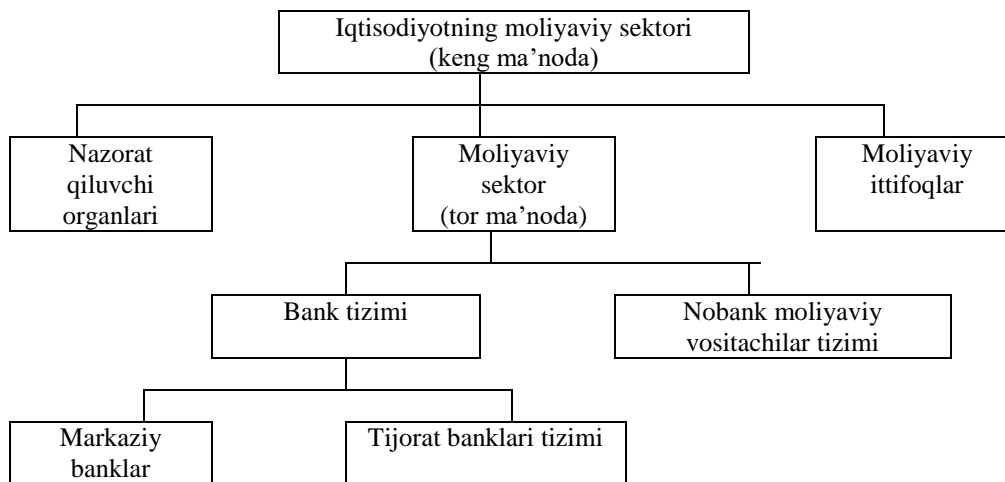 Iqtisodiyotning moliyaviy sektori
(keng ma’noda)
Nazorat
qiluvchi
organlari
Moliyaviy
sektor
(tor ma’noda)
Moliyaviy
ittifoqlar
Bank tizimi
Nobank moliyaviy
vositachilar tizimi
Markaziy
banklar
Tijorat banklari tizimi